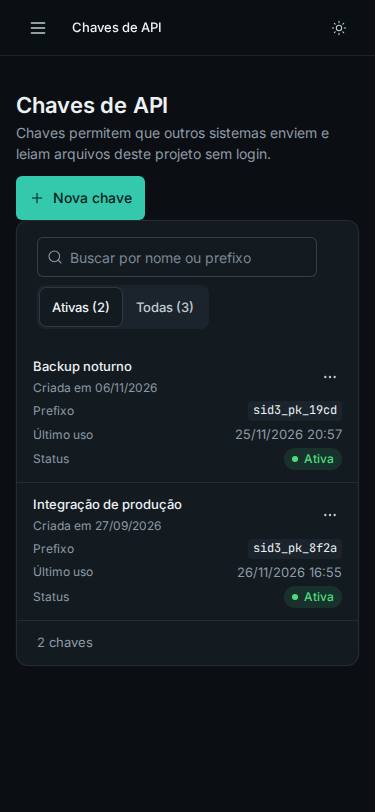 Chaves de API
Chaves de API
Chaves permitem que outros sistemas enviem e
leiam arquivos deste projeto sem login.
Nova chave
Buscar por nome ou prefixo
Ativas (2) Todas (3)
Backup noturno
Criada em 06/11/2026
Prefixo sid3_pk_19cd
Último uso 25/11/2026 20:57
Status Ativa
Integração de produção
Criada em 27/09/2026
Prefixo sid3_pk_8f2a
Último uso 26/11/2026 16:55
Status Ativa
2 chaves